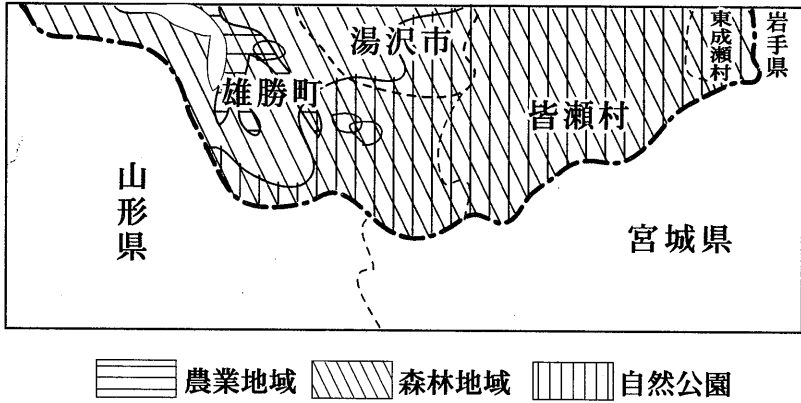 湯沢市
東成瀬村
岩手県
雄勝町
皆瀬村
山形県
宮城県
農業地域 森林地域 自然公園